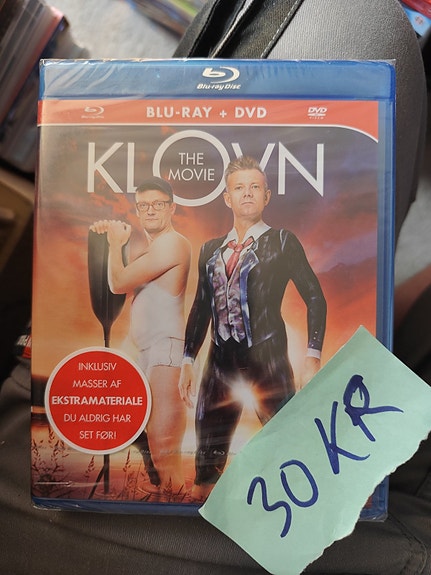 Blu-ray Disc
BLU-RAY + DVD
DVD
KLOVN
THE
MOVIE
INKLUSIV
MASSER AF
EKSTRAMATERIALE
DU ALDRIG HAR
SET FØR!
30 KR